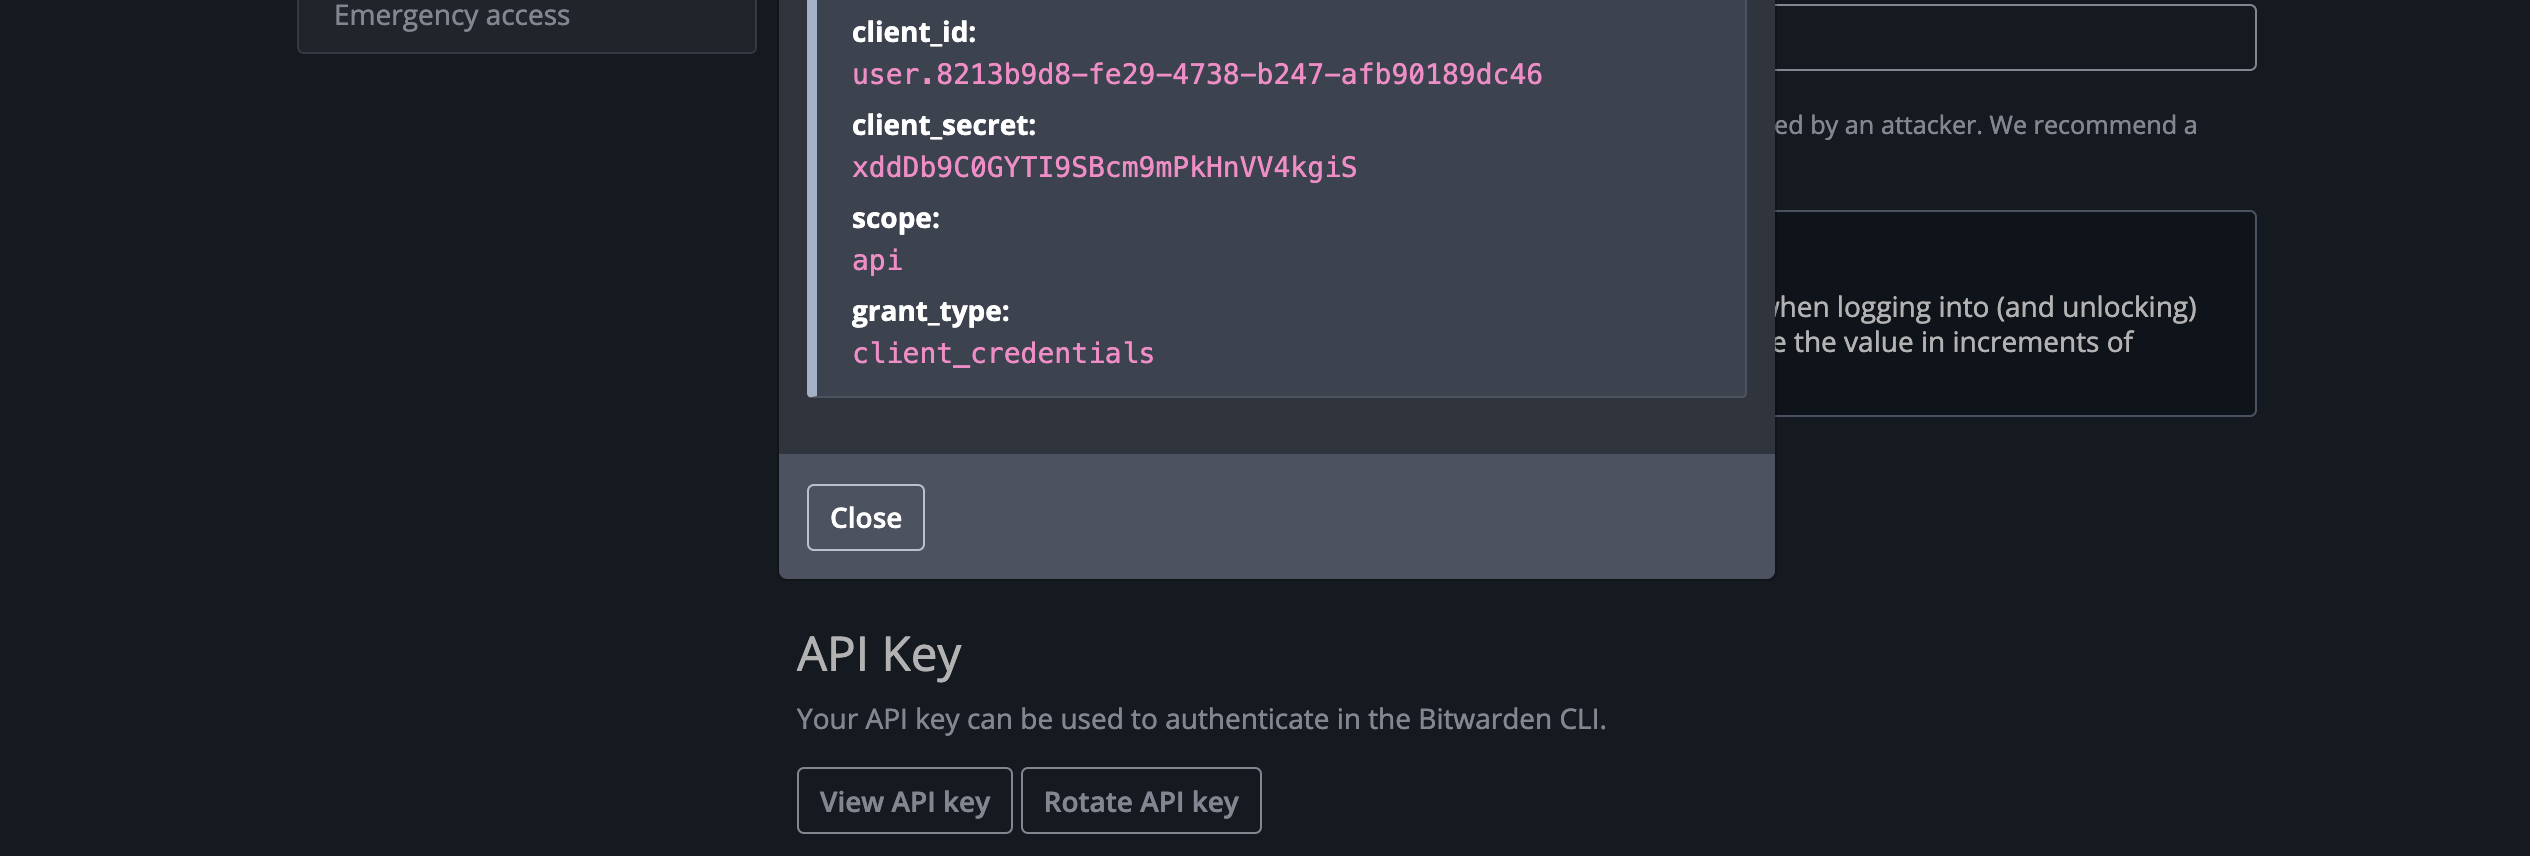 Emergency access
client_id:
user.8213b9d8-fe29-4738-b247-afb90189dc46
client_secret:
xddDb9C0GYTI9SBcm9mPkHnVV4kgiS
scope:
api
grant_type:
client_credentials
Close
ed by an attacker. We recommend a
hen logging into (and unlocking)
e the value in increments of
API Key
Your API key can be used to authenticate in the Bitwarden CLI.
View API key
Rotate API key